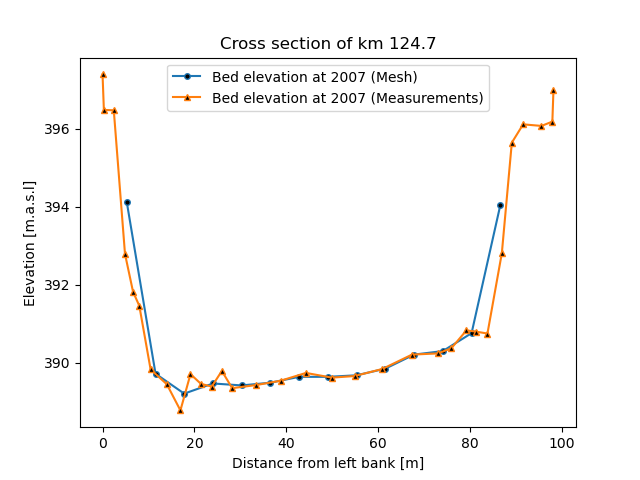 Cross section of km 124.7
Bed elevation at 2007 (Mesh)
Bed elevation at 2007 (Measurements)
396
394
392
390
Elevation [m.a.s.l]
0 20 40 60 80 100
Distance from left bank [m]